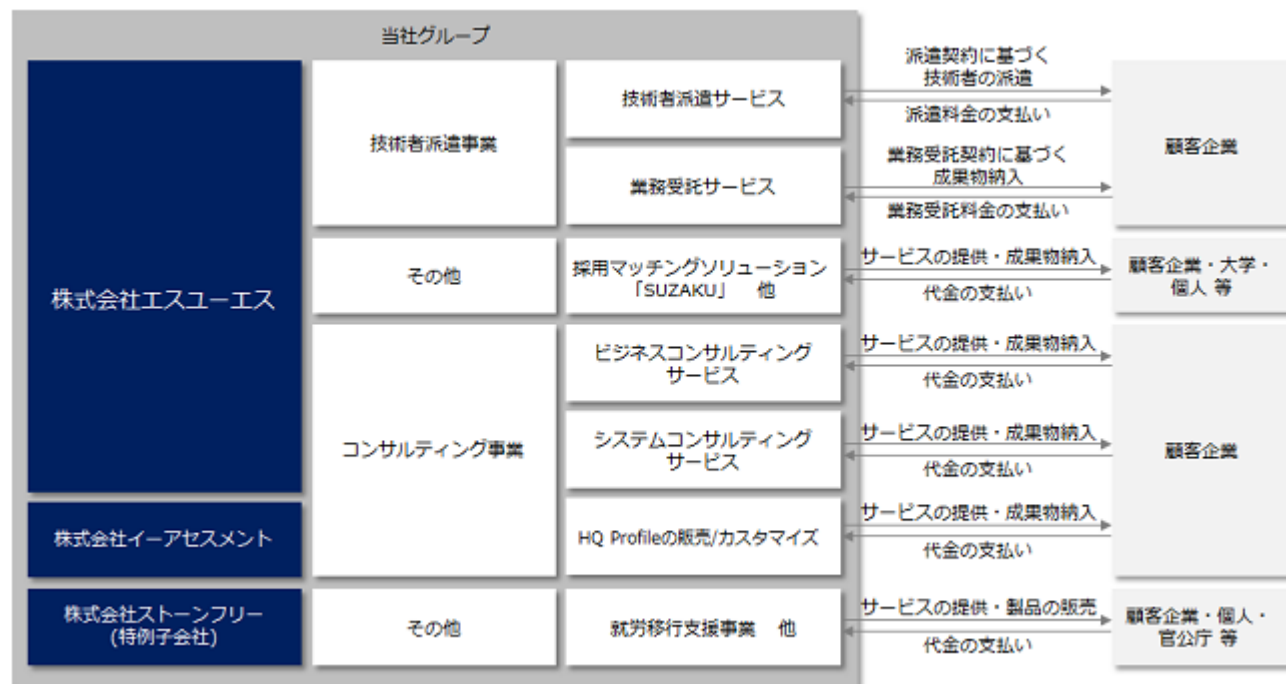 当社グループ
株式会社エスユーエス
技術者派遣事業
技術者派遣サービス
派遣契約に基づく
技術者の派遣
派遣料金の支払い
業務受託サービス
業務受託契約に基づく
成果物納入
業務受託料金の支払い
顧客企業
その他
採用マッチングソリューション
「SUZAKU」 他
サービスの提供・成果物納入
代金の支払い
顧客企業・大学・
個人 等
コンサルティング事業
ビジネスコンサルティング
サービス
サービスの提供・成果物納入
代金の支払い
システムコンサルティング
サービス
サービスの提供・成果物納入
代金の支払い
顧客企業
株式会社イーアセスメント
HQ Profileの販売/カスタマイズ
サービスの提供・成果物納入
代金の支払い
株式会社ストーンフリー
(特例子会社)
その他
就労移行支援事業 他
サービスの提供・製品の販売
代金の支払い
顧客企業・個人・
官公庁 等